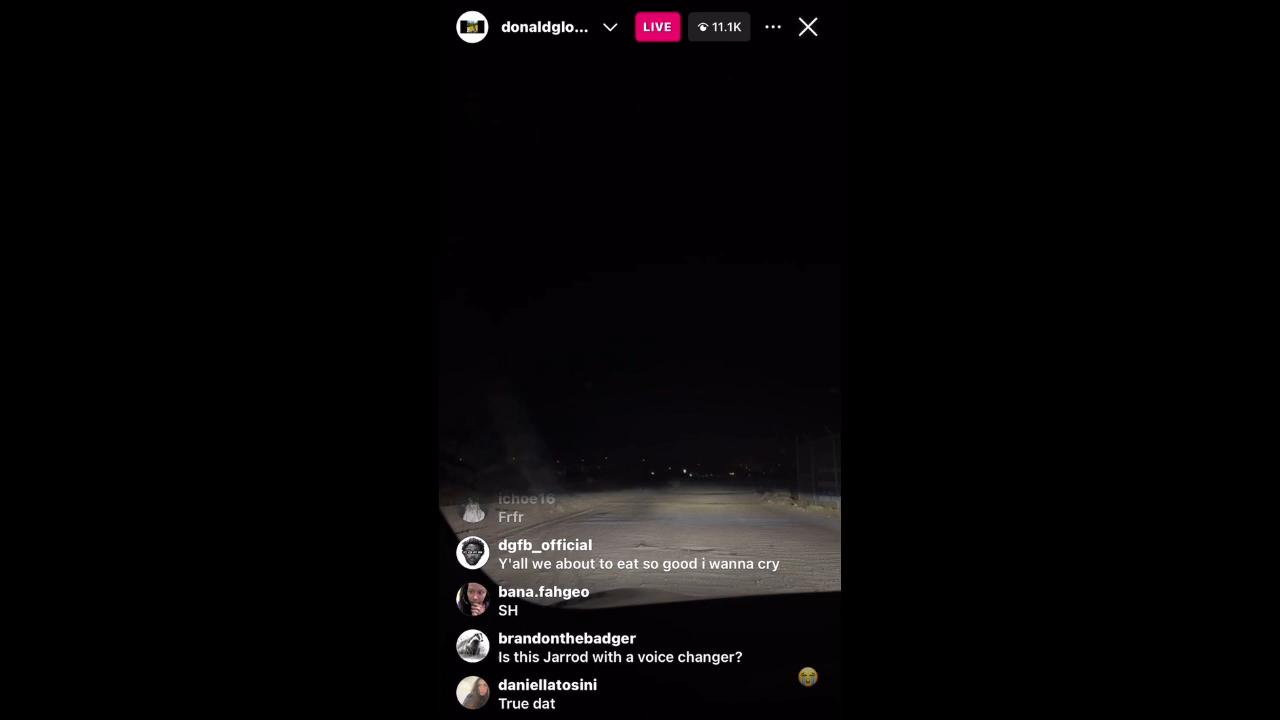 donaldglo...
LIVE
11.1K
ichoe16
Frfr
dgfb_official
Y'all we about to eat so good i wanna cry
bana.fahgeo
SH
brandonthebadger
Is this Jarrod with a voice changer?
daniellatosini
True dat